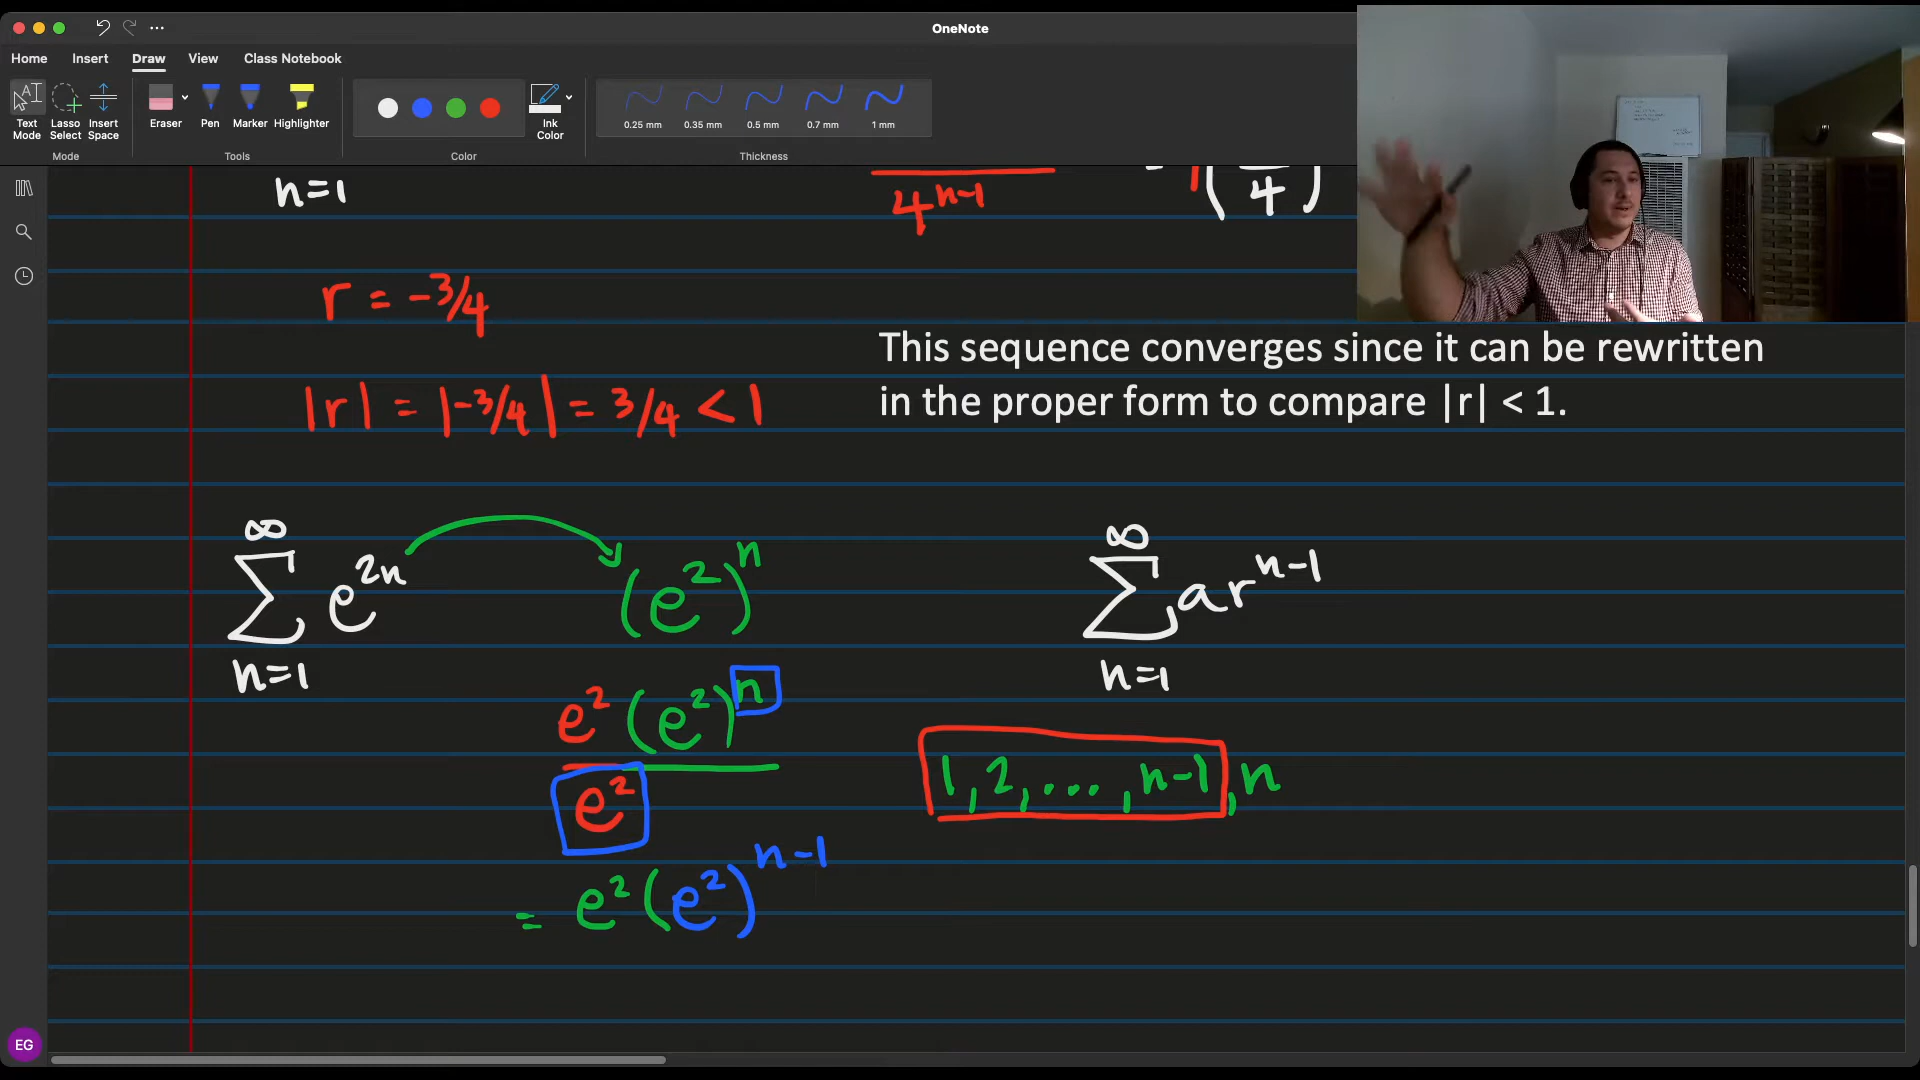 OneNote
Home Insert Draw View Class Notebook
Text Mode Lasso Select Insert Space Eraser Pen Marker Highlighter Ink Color 0.25 mm 0.35 mm 0.5 mm 0.7 mm 1 mm
Mode Tools Color Thickness
n=1
4^{n-1}
( 4 )
r = -3/4
This sequence converges since it can be rewritten
in the proper form to compare |r| < 1.
|r| = |-3/4| = 3/4 < 1
∞
∑ e^{2n} (e^2)^n
n=1
∞
∑ ar^{n-1}
n=1
e^2 (e^2)^n
e^2
1, 2, ..., n-1, n
= e^2 (e^2)^{n-1}
EG